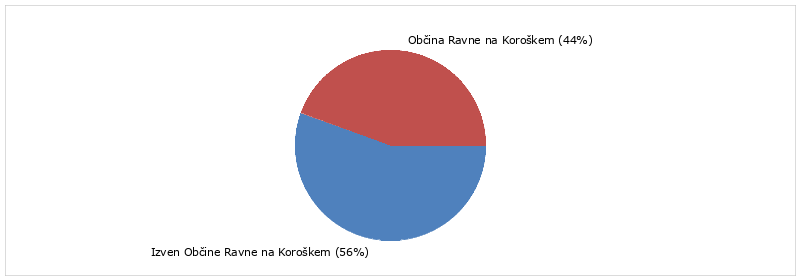 Občina Ravne na Koroškem (44%)
Izven Občine Ravne na Koroškem (56%)